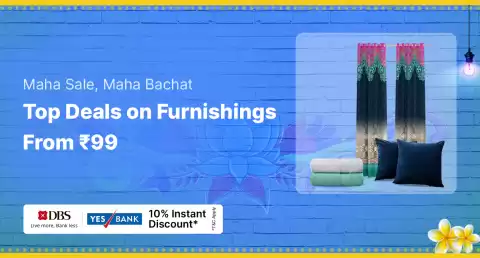 Maha Sale, Maha Bachat
Top Deals on Furnishings
From ₹99
DBS
Live more, Bank less
YES BANK
10% Instant
Discount*
*T&C Apply